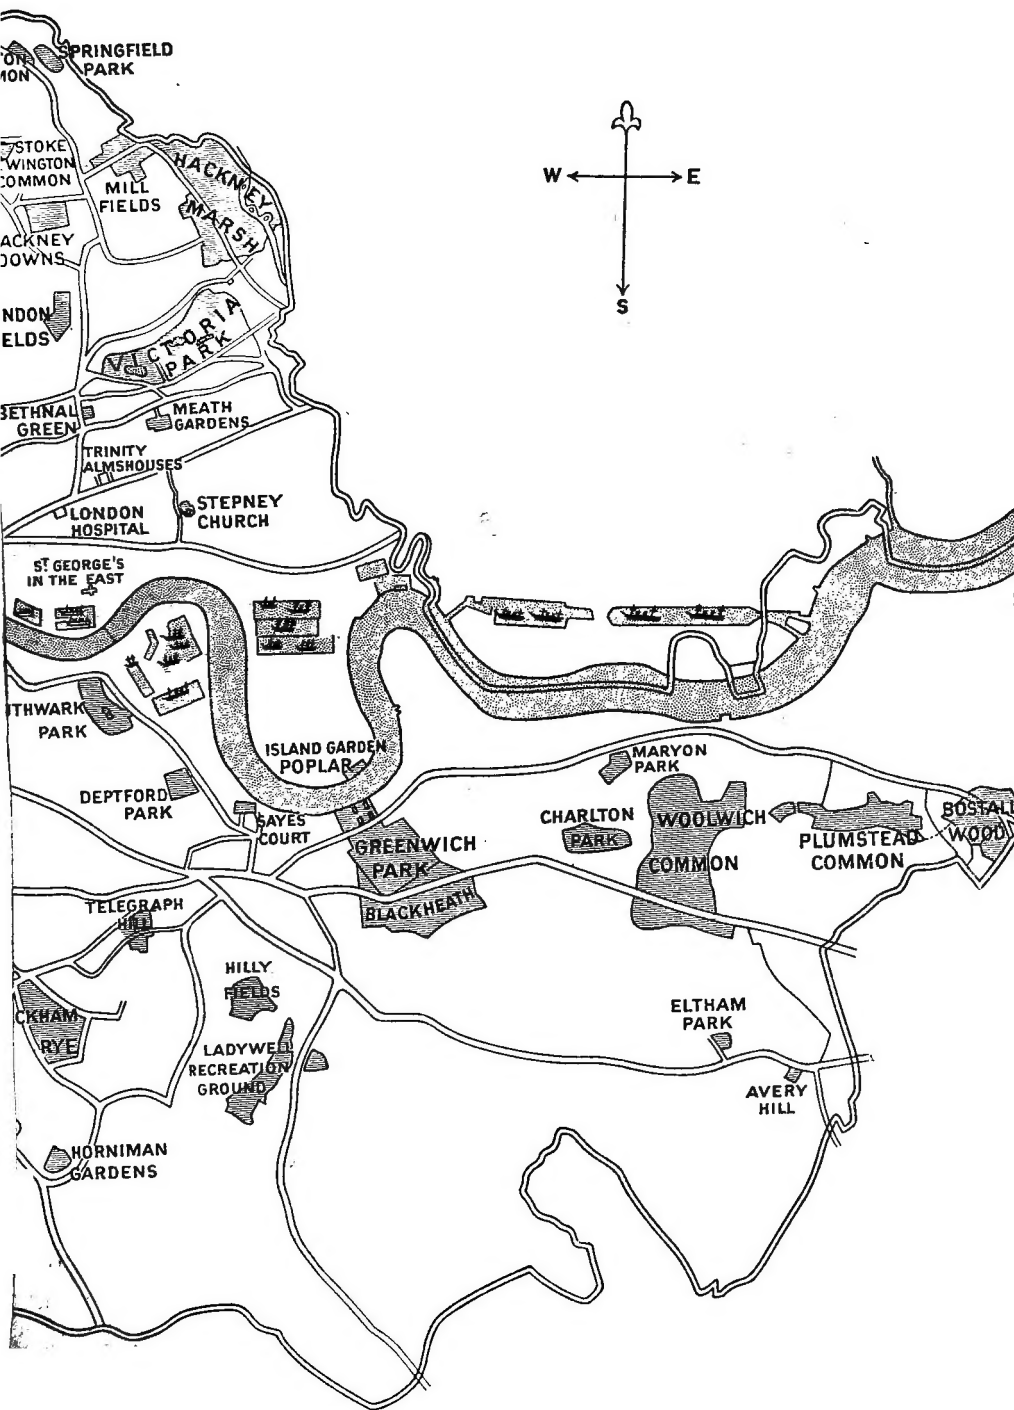 SPRINGFIELD
PARK
ON
MON
STOKE
WINGTON
COMMON
MILL
FIELDS
HACKNEY
MARSH
W
E
S
ACKNEY
DOWNS
NDON
ELDS
VICTORIA
PARK
BETHNAL
GREEN
MEATH
GARDENS
TRINITY
ALMSHOUSES
LONDON
HOSPITAL
STEPNEY
CHURCH
ST GEORGE'S
IN THE EAST
THWARK
PARK
ISLAND GARDEN
POPLAR
MARYON
PARK
DEPTFORD
PARK
SAYES
COURT
GREENWICH
PARK
CHARLTON
PARK
WOOLWICH
COMMON
PLUMSTEAD
COMMON
BOSTALL
WOOD
BLACKHEATH
TELEGRAPH
HILL
HILLY
FIELDS
CKHAM
RYE
LADYWELL
RECREATION
GROUND
ELTHAM
PARK
AVERY
HILL
HORNIMAN
GARDENS